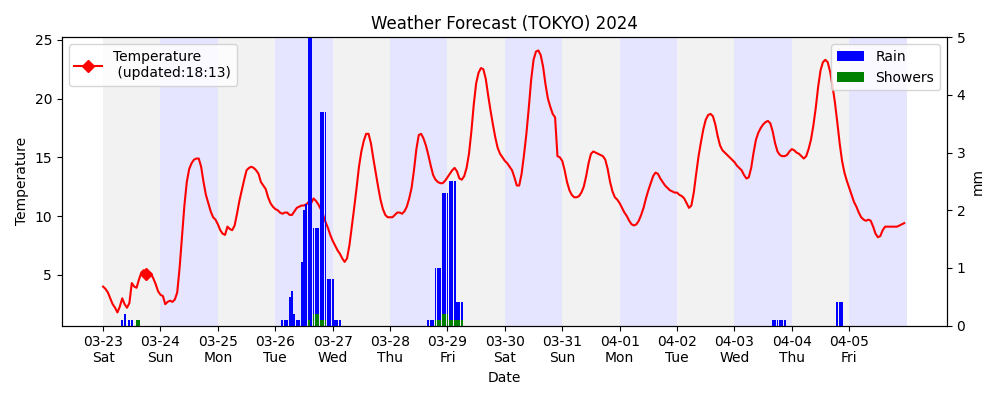 Weather Forecast (TOKYO) 2024
Temperature
(updated:18:13)
Rain
Showers
25
20
15
10
5
Temperature
5
4
3
2
1
0
mm
03-23 03-24 03-25 03-26 03-27 03-28 03-29 03-30 03-31 04-01 04-02 04-03 04-04 04-05
Sat Sun Mon Tue Wed Thu Fri Sat Sun Mon Tue Wed Thu Fri
Date